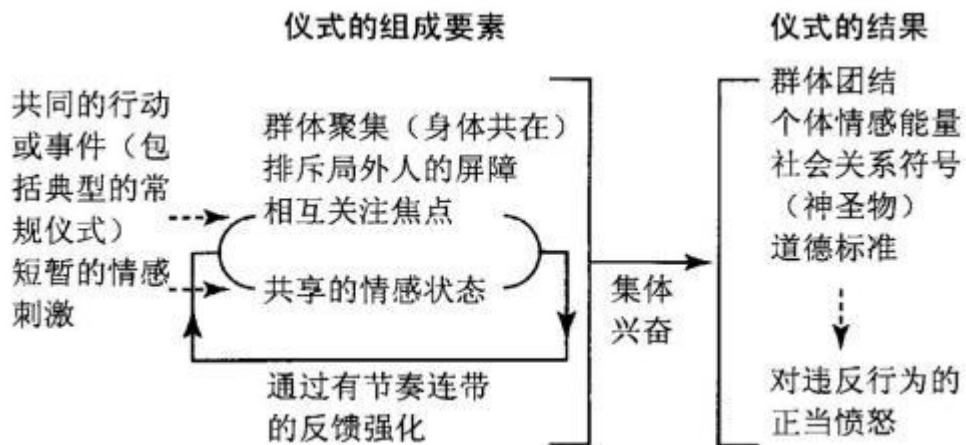 仪式的组成要素
仪式的结果
共同的行动
或事件（包
括典型的常
规仪式）
短暂的情感
刺激
群体聚集（身体共在）
排斥局外人的屏障
相互关注焦点
共享的情感状态
通过有节奏连带
的反馈强化
集体
兴奋
群体团结
个体情感能量
社会关系符号
（神圣物）
道德标准
对违反行为的
正当愤怒